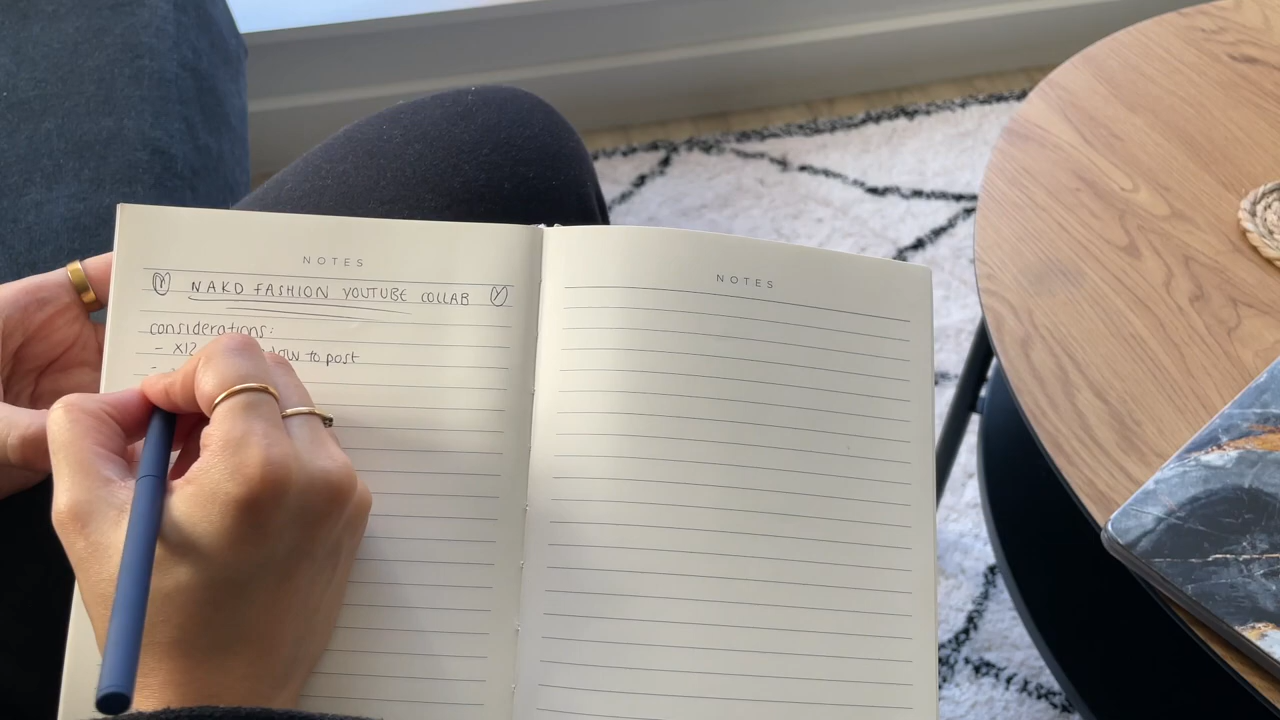 NOTES
NAKD FASHION YOUTUBE COLLAB
considerations:
- X12 to post
-
NOTES